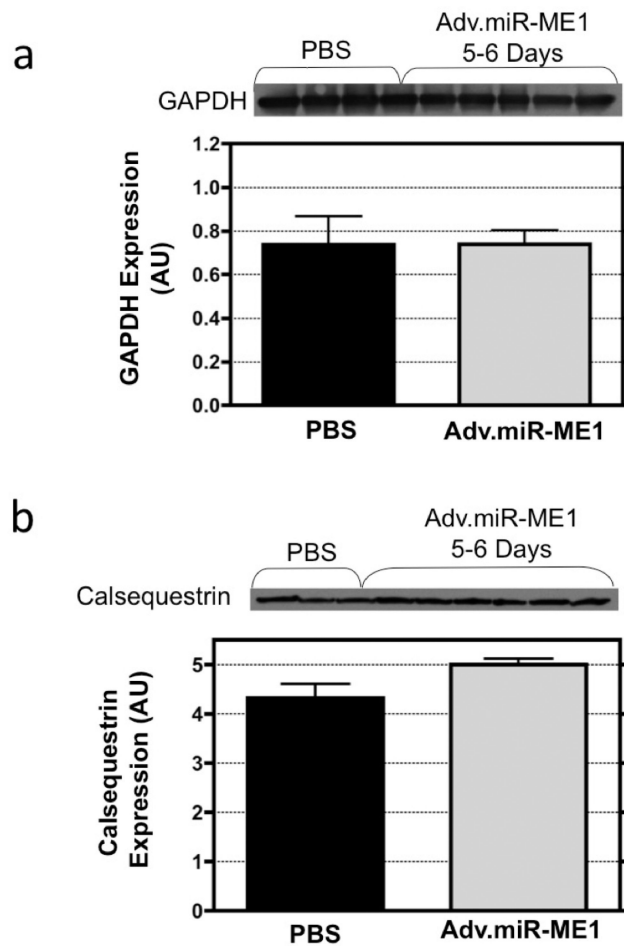 a
PBS
Adv.miR-ME1
5-6 Days
GAPDH
GAPDH Expression
(AU)
1.2
1.0
0.8
0.6
0.4
0.2
0.0
PBS
Adv.miR-ME1
b
PBS
Adv.miR-ME1
5-6 Days
Calsequestrin
Calsequestrin
Expression (AU)
5
4
3
2
1
0
PBS
Adv.miR-ME1